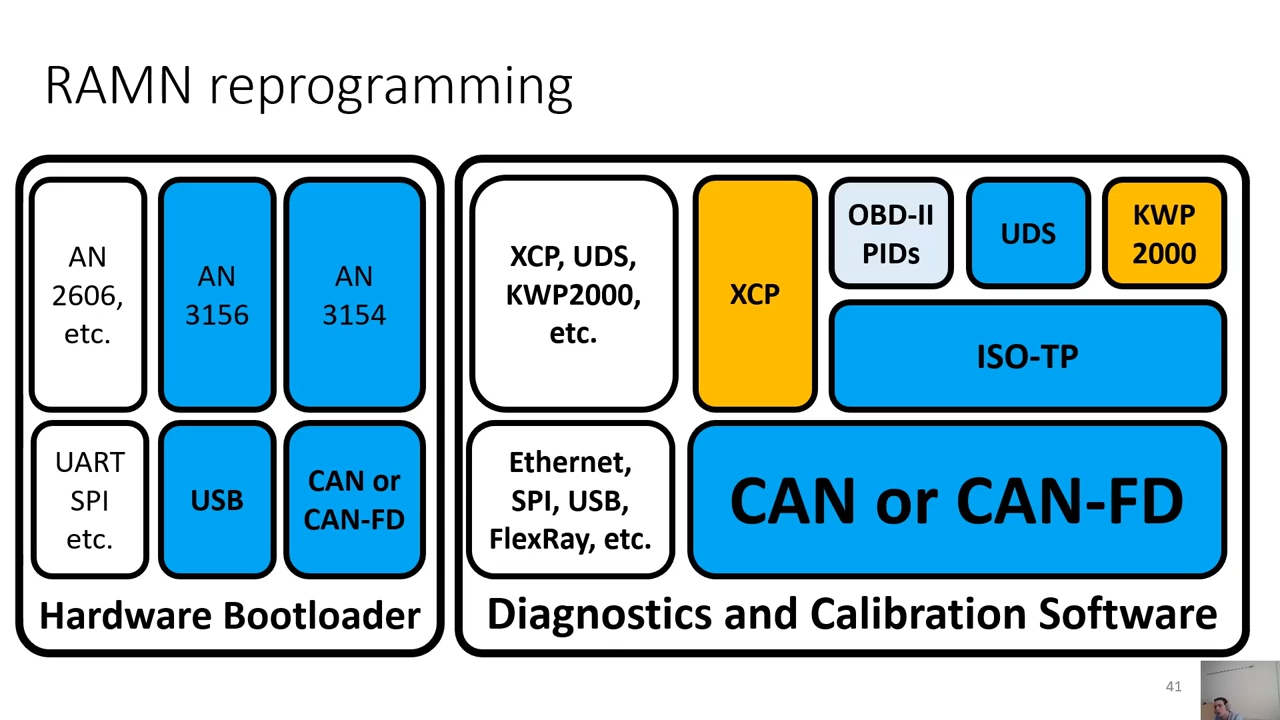 RAMN reprogramming
AN
2606,
etc.
AN
3156
AN
3154
UART
SPI
etc.
USB
CAN or
CAN-FD
Hardware Bootloader
XCP, UDS,
KWP2000,
etc.
XCP
OBD-II
PIDs
UDS
KWP
2000
ISO-TP
Ethernet,
SPI, USB,
FlexRay, etc.
CAN or CAN-FD
Diagnostics and Calibration Software
41